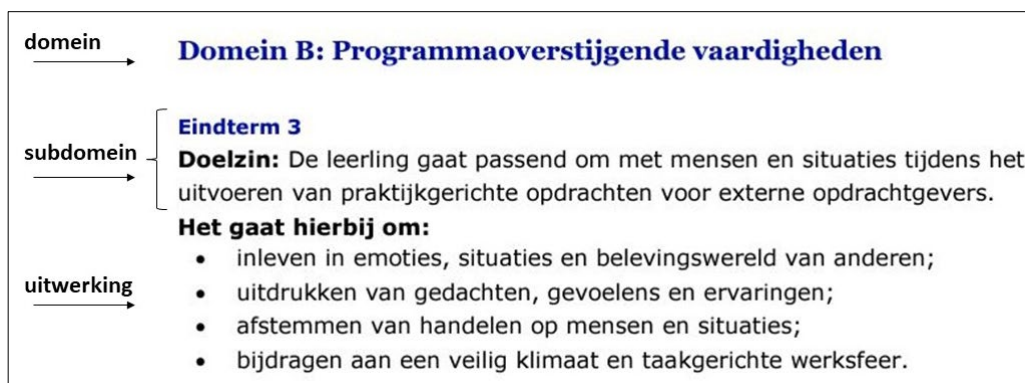 domein
Domein B: Programmaoverstijgende vaardigheden
Eindterm 3
subdomein
Doelzin: De leerling gaat passend om met mensen en situaties tijdens het
uitvoeren van praktijkgerichte opdrachten voor externe opdrachtgevers.
Het gaat hierbij om:
uitwerking
• inleven in emoties, situaties en belevingswereld van anderen;
• uitdrukken van gedachten, gevoelens en ervaringen;
• afstemmen van handelen op mensen en situaties;
• bijdragen aan een veilig klimaat en taakgerichte werksfeer.